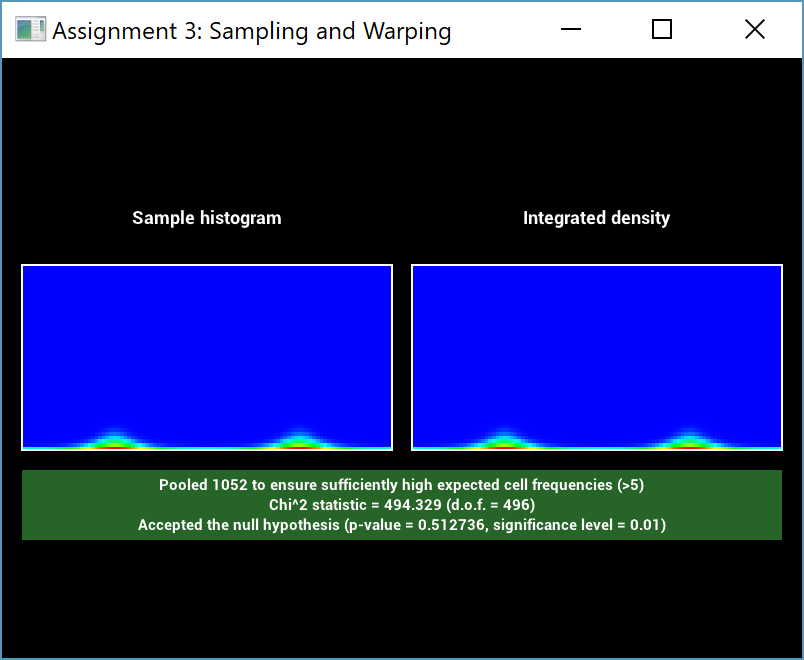 Assignment 3: Sampling and Warping
Sample histogram
Integrated density
Pooled 1052 to ensure sufficiently high expected cell frequencies (>5)
Chi^2 statistic = 494.329 (d.o.f. = 496)
Accepted the null hypothesis (p-value = 0.512736, significance level = 0.01)